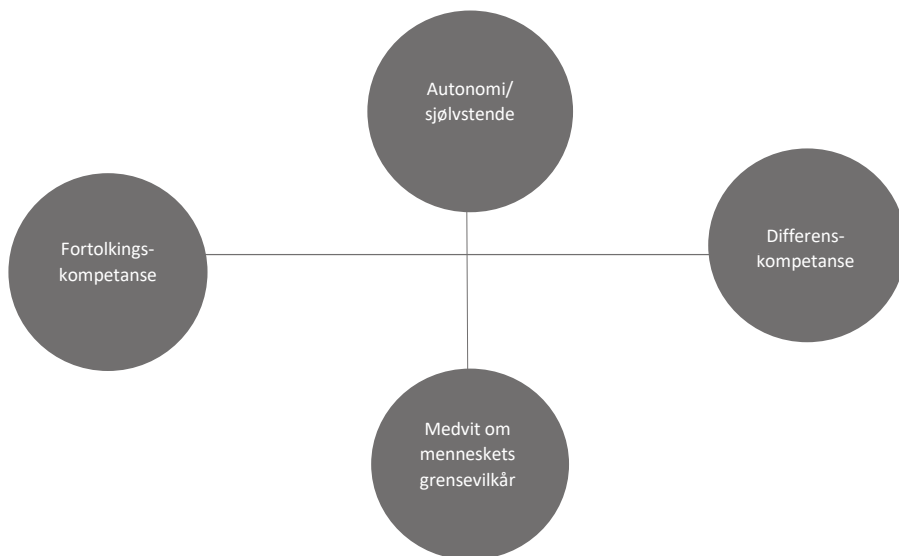 Autonomi/
sjølvstende
Fortolkings-
kompetanse
Differens-
kompetanse
Medvit om
menneskets
grensevilkår